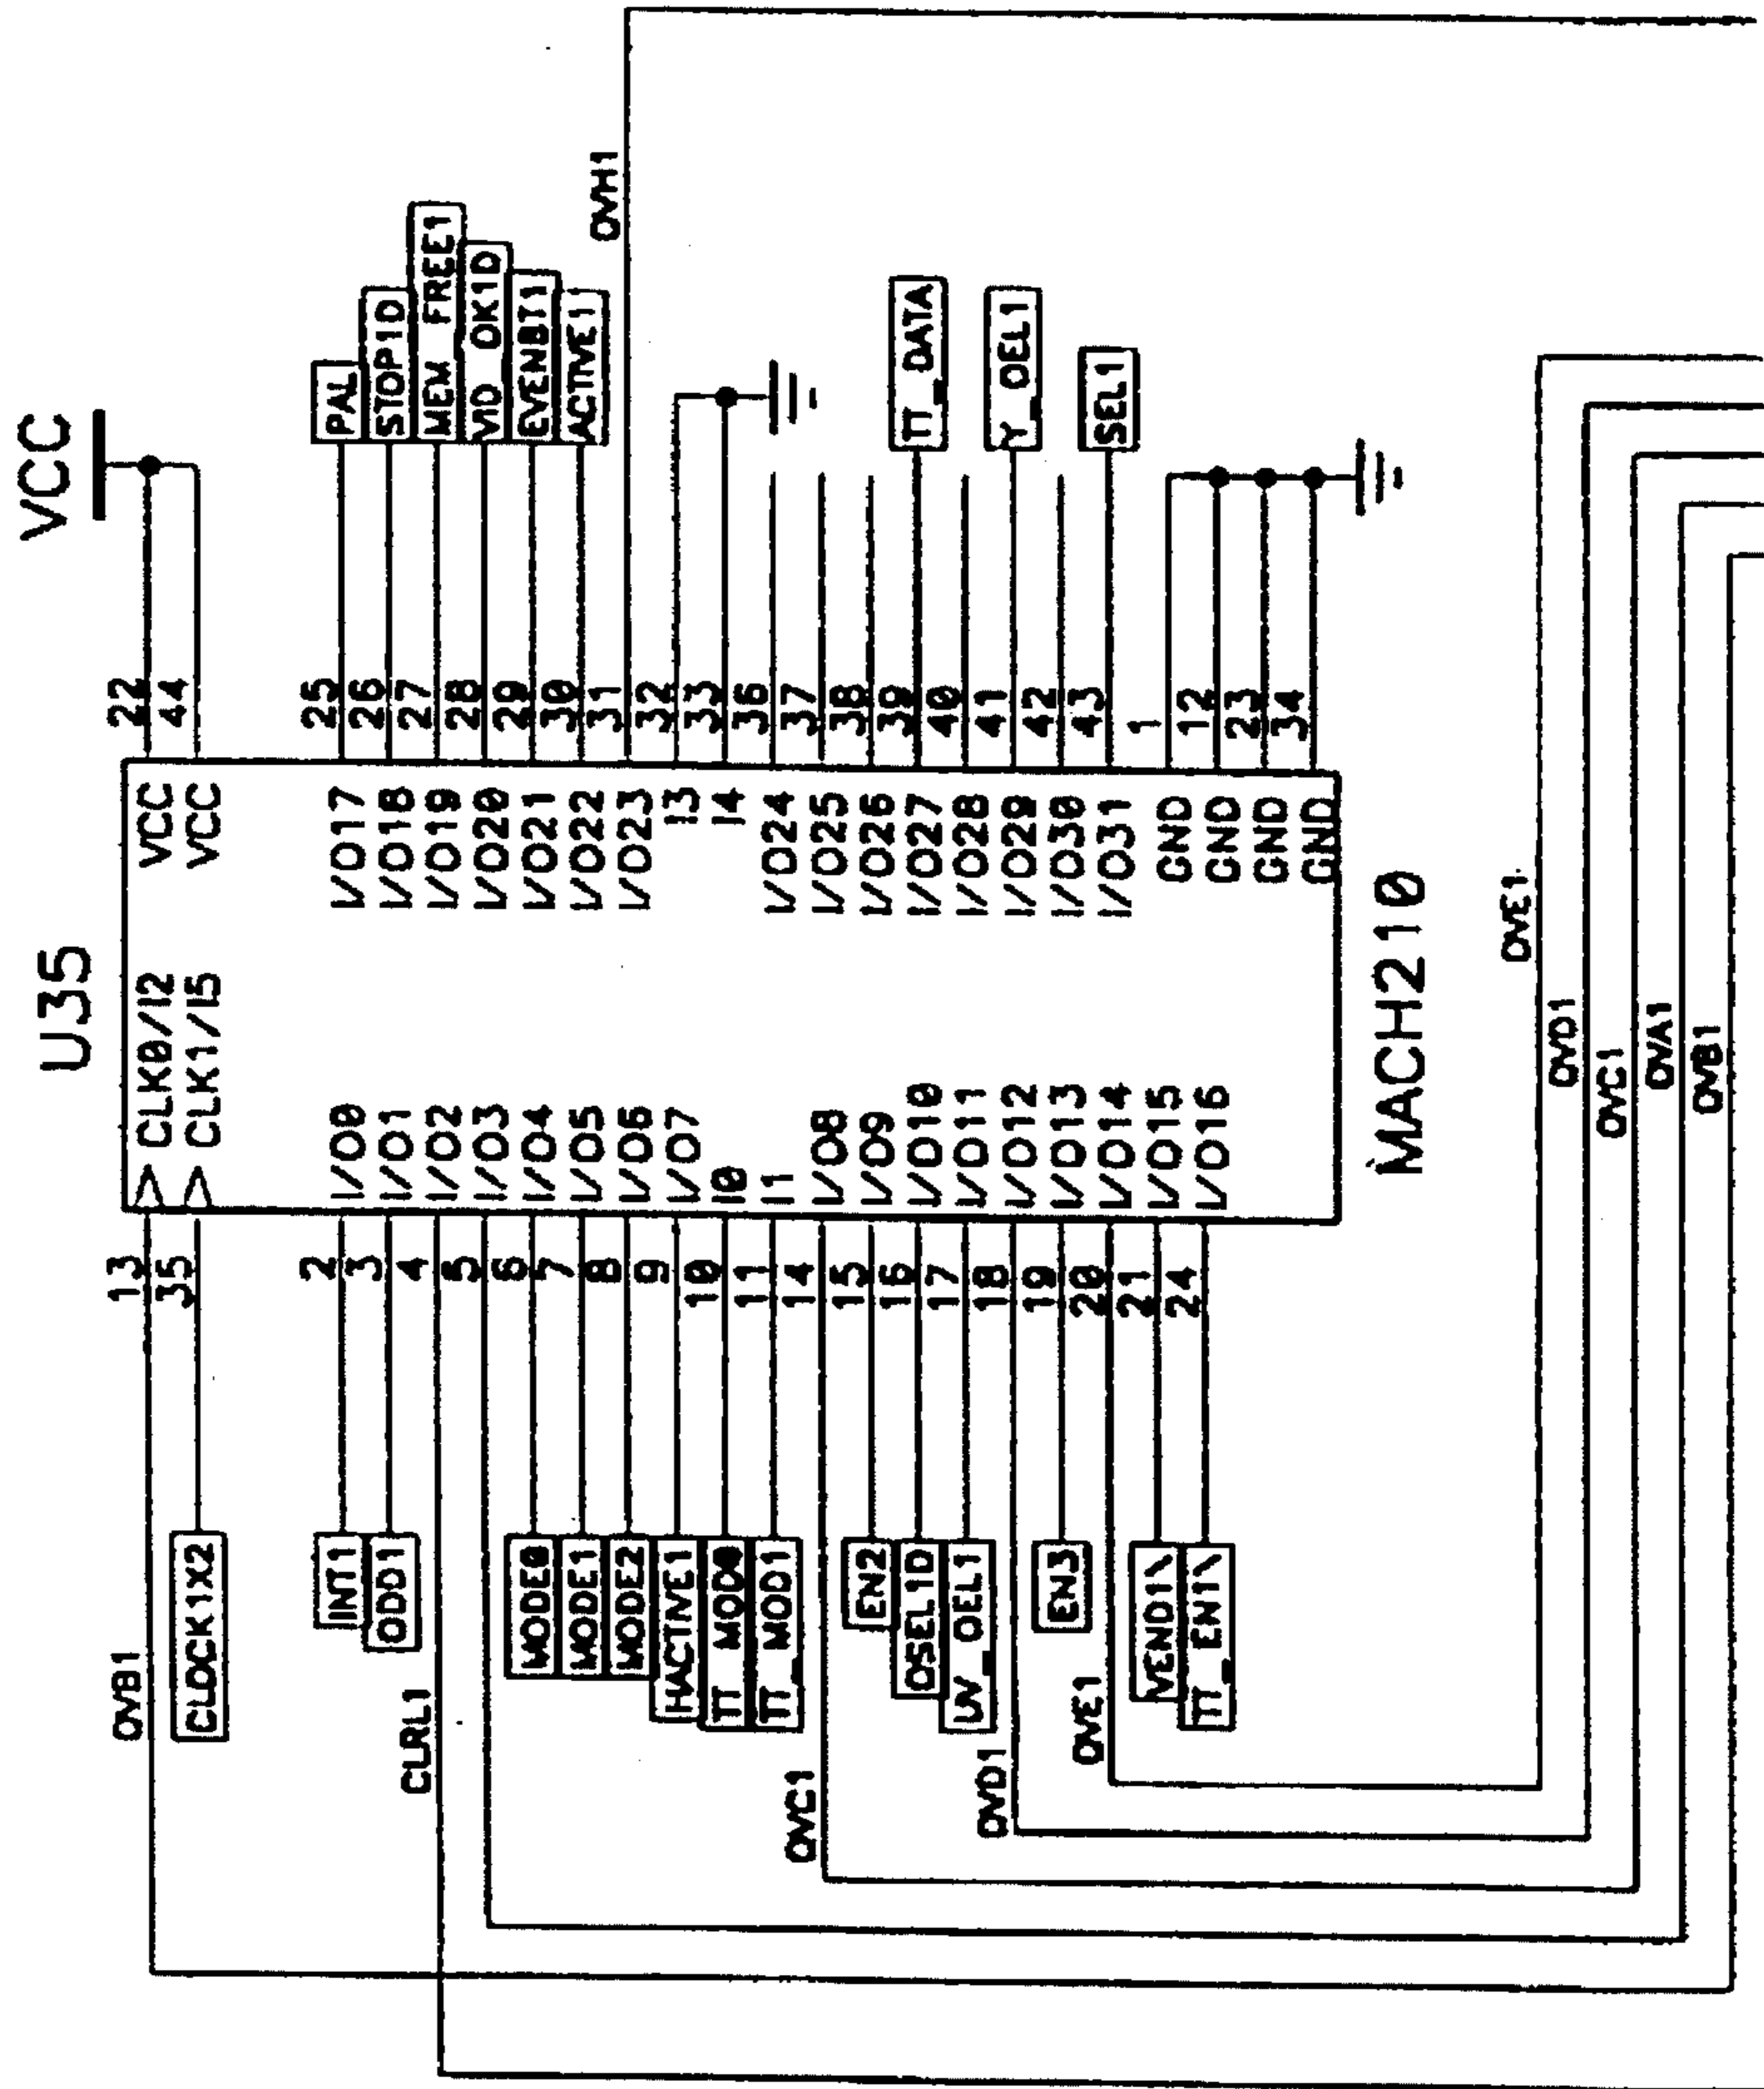 U35
VCC
OVB1
13
CLK0/I2
VCC
22
CLOCK1X2
35
CLK1/I5
VCC
44
INT1
2
I/O0
I/O17
25
PAL
ODD1
3
I/O1
I/O18
26
STOP1D
CLRL1
4
I/O2
I/O19
27
MEM_FREE1
5
I/O3
I/O20
28
VID_OK1D
MODE0
6
I/O4
I/O21
29
EVENBT1
MODE1
7
I/O5
I/O22
30
ACTIVE1
MODE2
8
I/O6
I/O23
31
OVH1
HACTIVE1
9
I/O7
I3
32
TT_MOD0
10
I0
I4
33
TT_MOD1
11
I1
I/O24
36
OVC1
14
I/O8
I/O25
37
EN2
15
I/O9
I/O26
38
OSEL1D
16
I/O10
I/O27
39
TT_DATA
UV_OEL1
17
I/O11
I/O28
40
OVD1
18
I/O12
I/O29
41
Y_OEL1
EN3
19
I/O13
I/O30
42
OVE1
20
I/O14
I/O31
43
SEL1
VEND1\
21
I/O15
GND
1
TT_EN1\
24
I/O16
GND
12
GND
23
GND
34
MACH210
OVE1
OVD1
OVC1
OVA1
OVB1